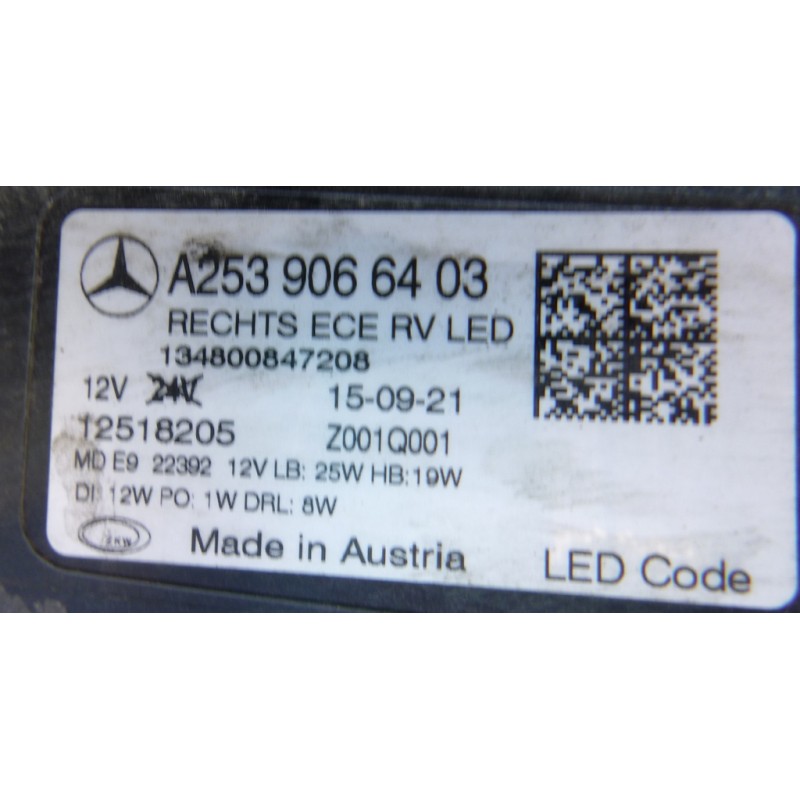 A253 906 64 03
RECHTS ECE RV LED
134800847208
12V 24V 15-09-21
12518205 Z001Q001
MD E9 22392 12V LB: 25W HB:19W
DI: 12W PO: 1W DRL: 8W
ZKW Made in Austria LED Code